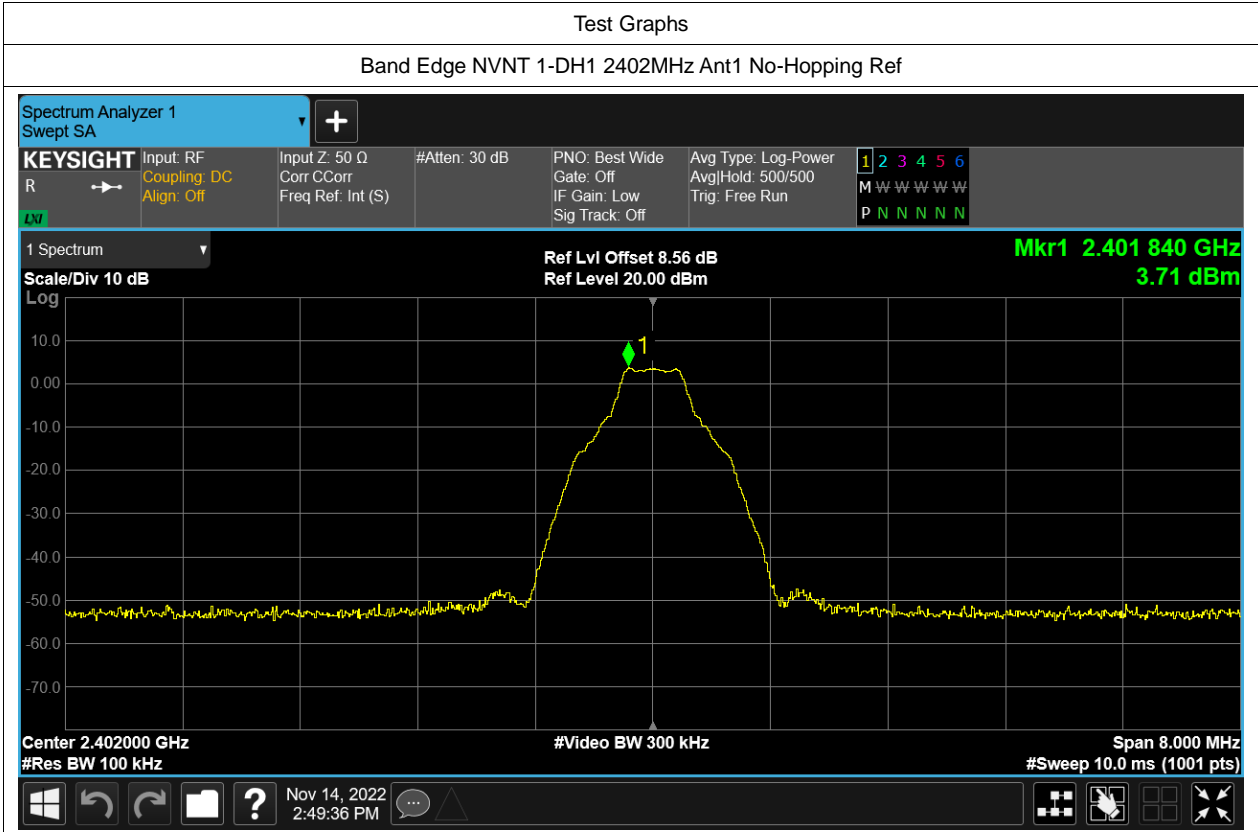 Test Graphs
Band Edge NVNT 1-DH1 2402MHz Ant1 No-Hopping Ref
Spectrum Analyzer 1
Swept SA
KEYSIGHT
R
LXI
Input: RF
Coupling: DC
Align: Off
Input Z: 50 Ω
Corr CCorr
Freq Ref: Int (S)
#Atten: 30 dB
PNO: Best Wide
Gate: Off
IF Gain: Low
Sig Track: Off
Avg Type: Log-Power
Avg|Hold: 500/500
Trig: Free Run
1 2 3 4 5 6
M W W W W W
P N N N N N
1 Spectrum
Scale/Div 10 dB
Ref Lvl Offset 8.56 dB
Ref Level 20.00 dBm
Mkr1 2.401 840 GHz
3.71 dBm
Log
10.0
0.00
-10.0
-20.0
-30.0
-40.0
-50.0
-60.0
-70.0
1
Center 2.402000 GHz
#Res BW 100 kHz
#Video BW 300 kHz
Span 8.000 MHz
#Sweep 10.0 ms (1001 pts)
?
Nov 14, 2022
2:49:36 PM